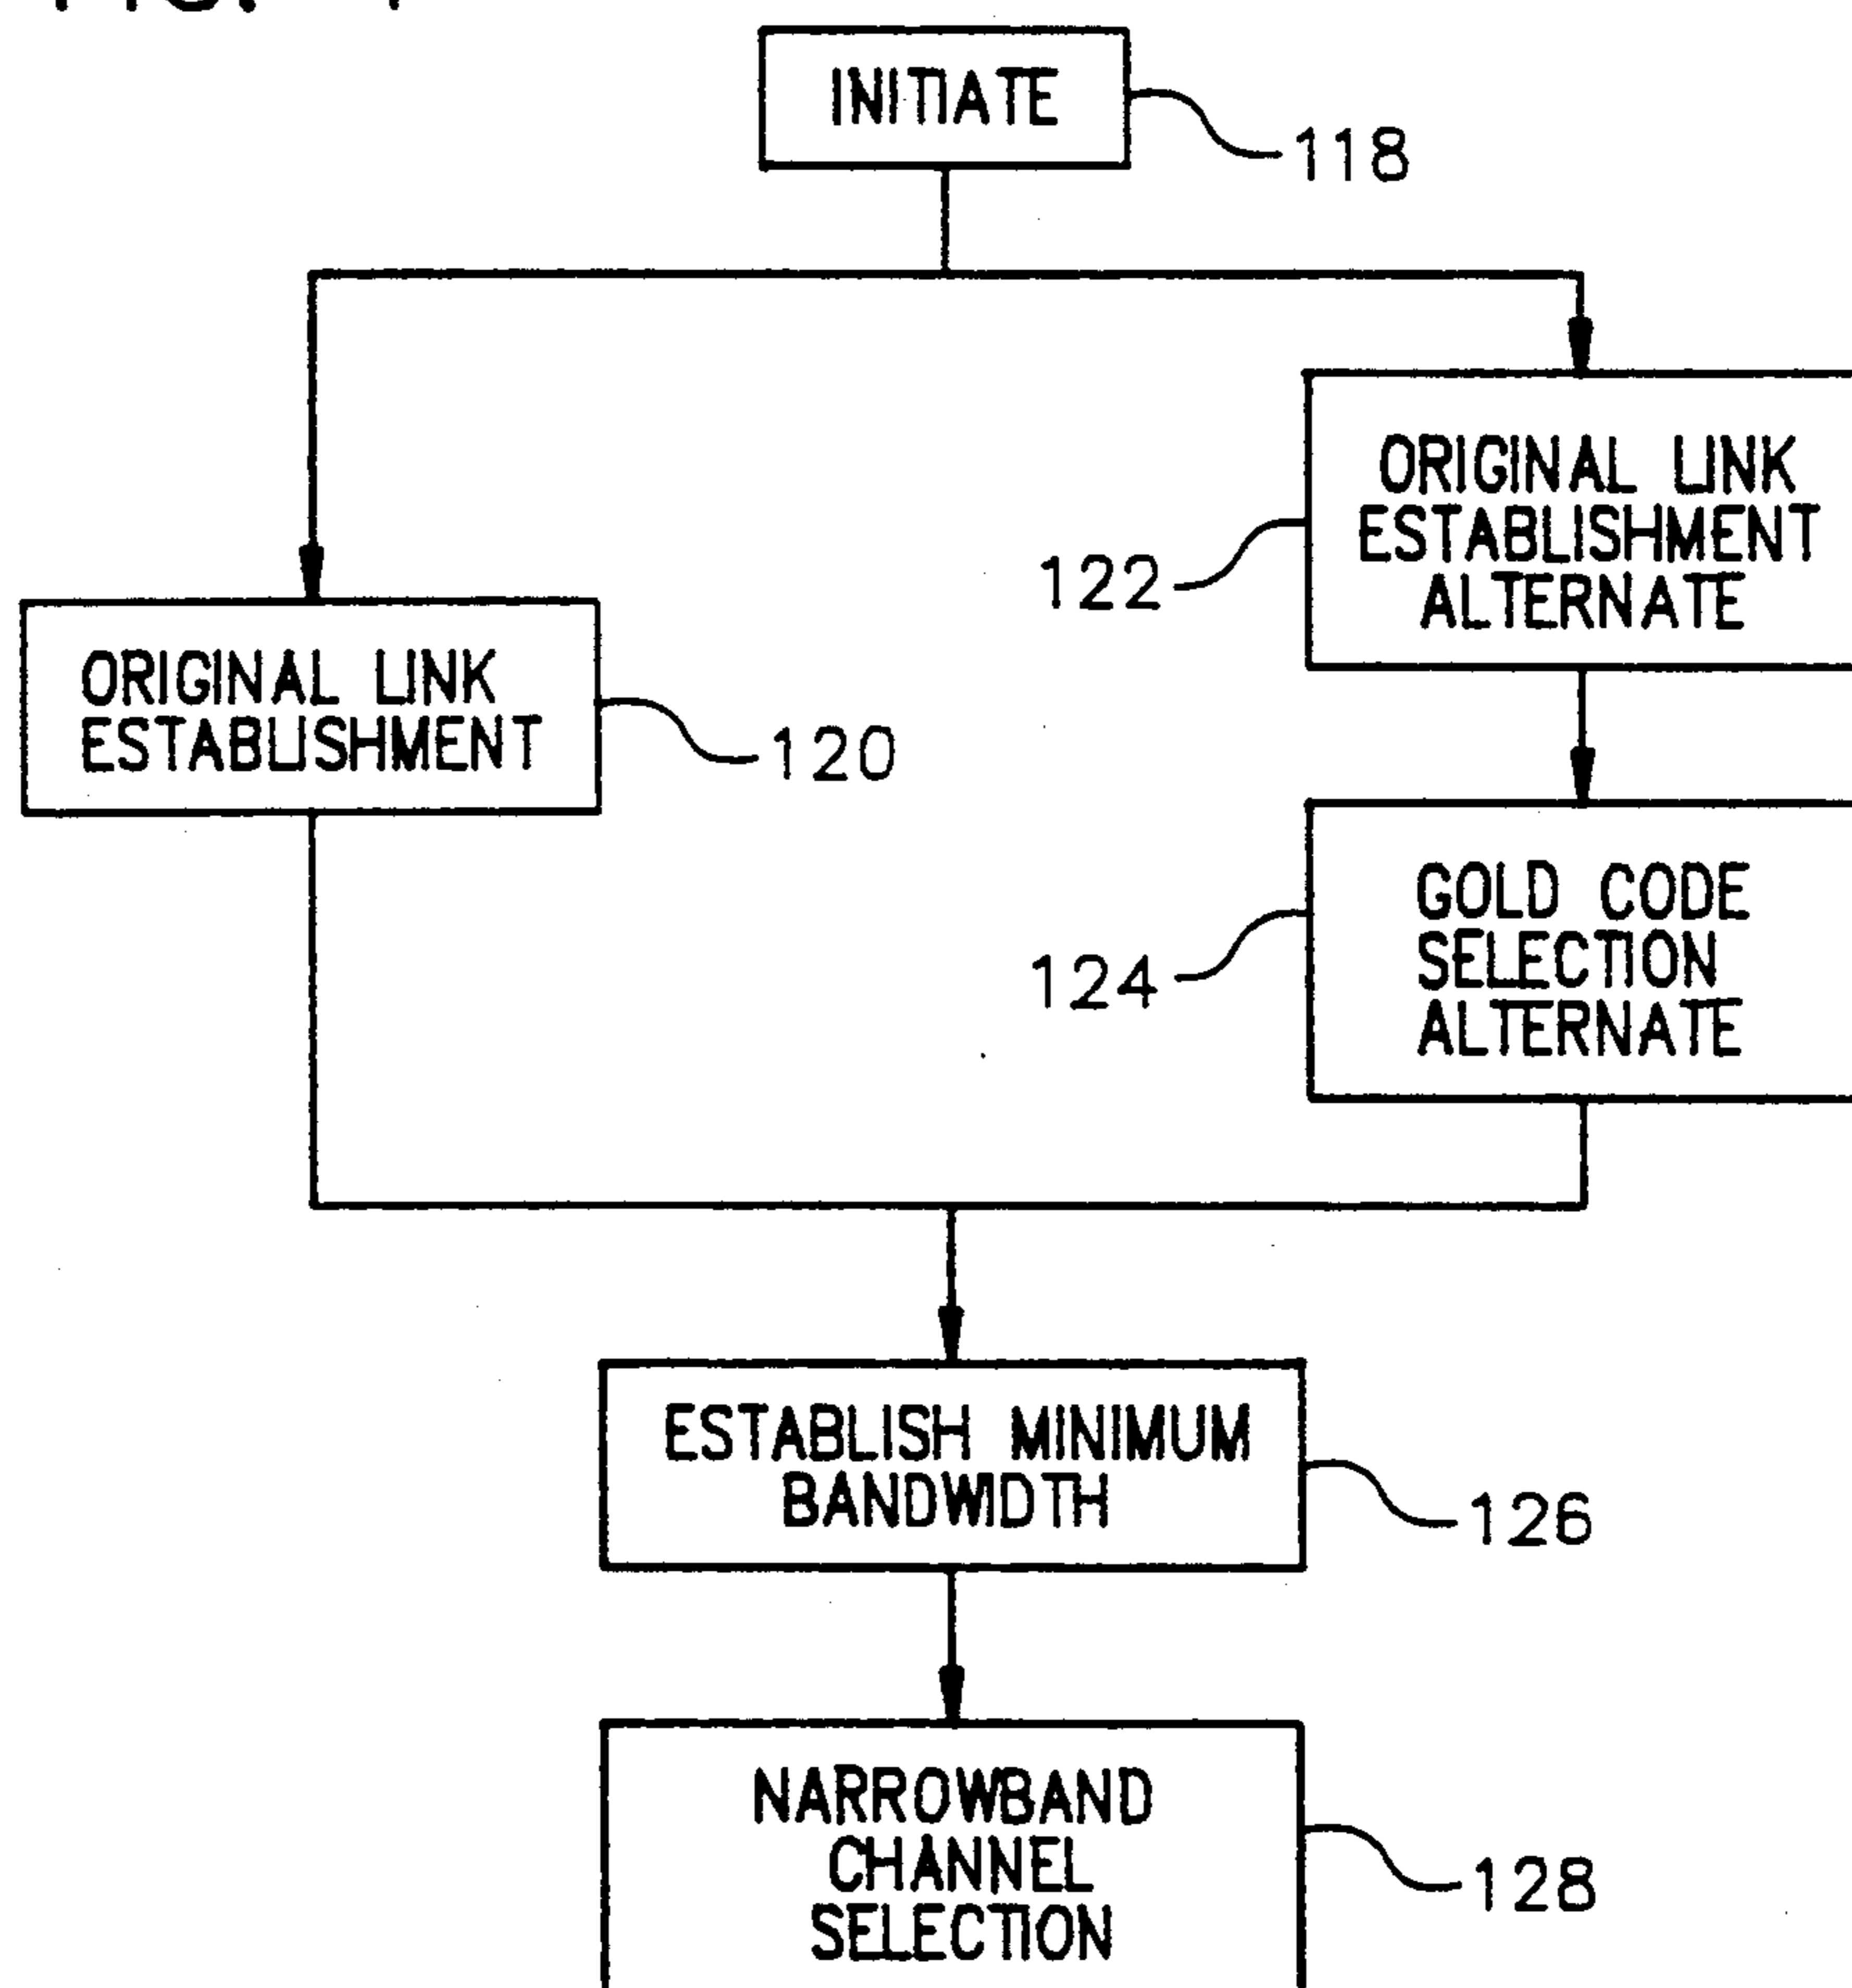 INITIATE
118
ORIGINAL LINK
ESTABLISHMENT
ALTERNATE
122
ORIGINAL LINK
ESTABLISHMENT
120
GOLD CODE
SELECTION
ALTERNATE
124
ESTABLISH MINIMUM
BANDWIDTH
126
NARROWBAND
CHANNEL
SELECTION
128